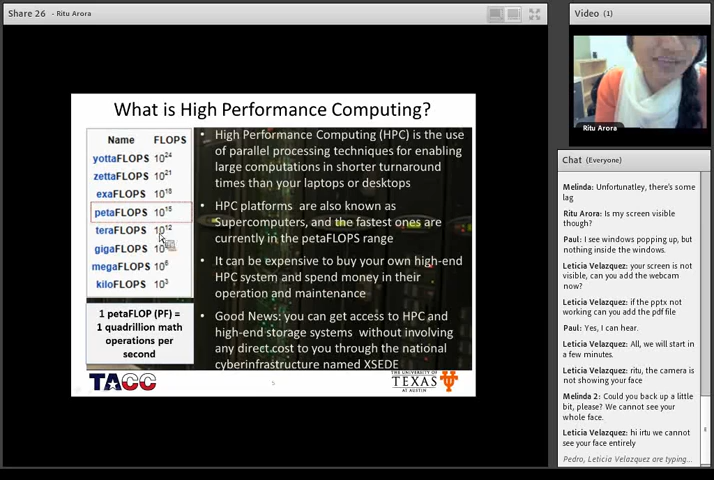 Share 26 - Ritu Arora
What is High Performance Computing?
Name FLOPS
yottaFLOPS 10^24
zettaFLOPS 10^21
exaFLOPS 10^18
petaFLOPS 10^15
teraFLOPS 10^12
gigaFLOPS
megaFLOPS 10^6
kiloFLOPS 10^3
1 petaFLOP (PF) =
1 quadrillion math
operations per
second
• High Performance Computing (HPC) is the use
of parallel processing techniques for enabling
large computations in shorter turnaround
times than your laptops or desktops
• HPC platforms are also known as
Supercomputers, and the fastest ones are
currently in the petaFLOPS range
• It can be expensive to buy your own high-end
HPC system and spend money in their
operation and maintenance
• Good News: you can get access to HPC and
high-end storage systems without involving
any direct cost to you through the national
cyberinfrastructure named XSEDE
TACC
5
THE UNIVERSITY OF
TEXAS
AT AUSTIN
Video (1)
Ritu Arora
Chat (Everyone)
Melinda: Unfortunatley, there's some
lag
Ritu Arora: Is my screen visible
though?
Paul: I see windows popping up, but
nothing inside the windows.
Leticia Velazquez: your screen is not
visible, can you add the webcam
now?
Leticia Velazquez: if the pptx not
working can you add the pdf file
Paul: Yes, I can hear.
Leticia Velazquez: All, we will start in
a few minutes.
Leticia Velazquez: ritu, the camera is
not showing your face
Melinda 2: Could you back up a little
bit, please? We cannot see your
whole face.
Leticia Velazquez: hi irtu we cannot
see your face entirely
Pedro, Leticia Velazquez are typing...